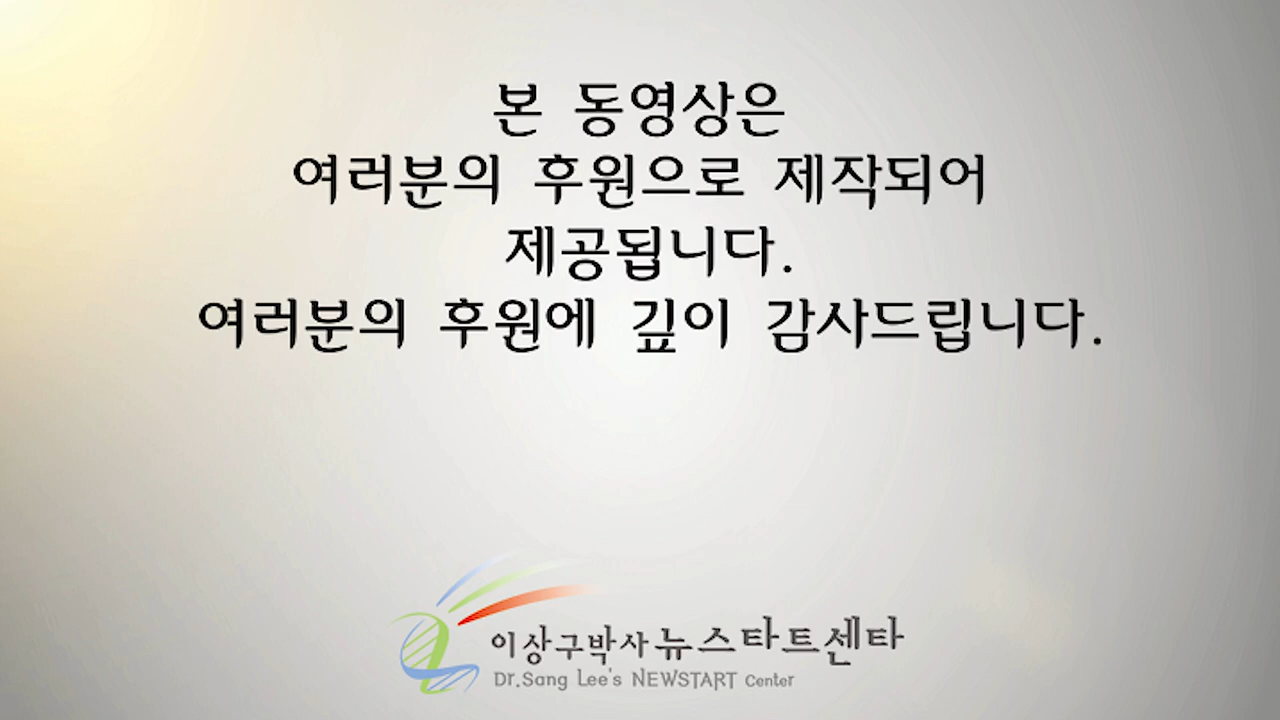 본 동영상은
여러분의 후원으로 제작되어
제공됩니다.
여러분의 후원에 깊이 감사드립니다.
이상구박사 뉴스타트센타
Dr.Sang Lee's NEWSTART Center